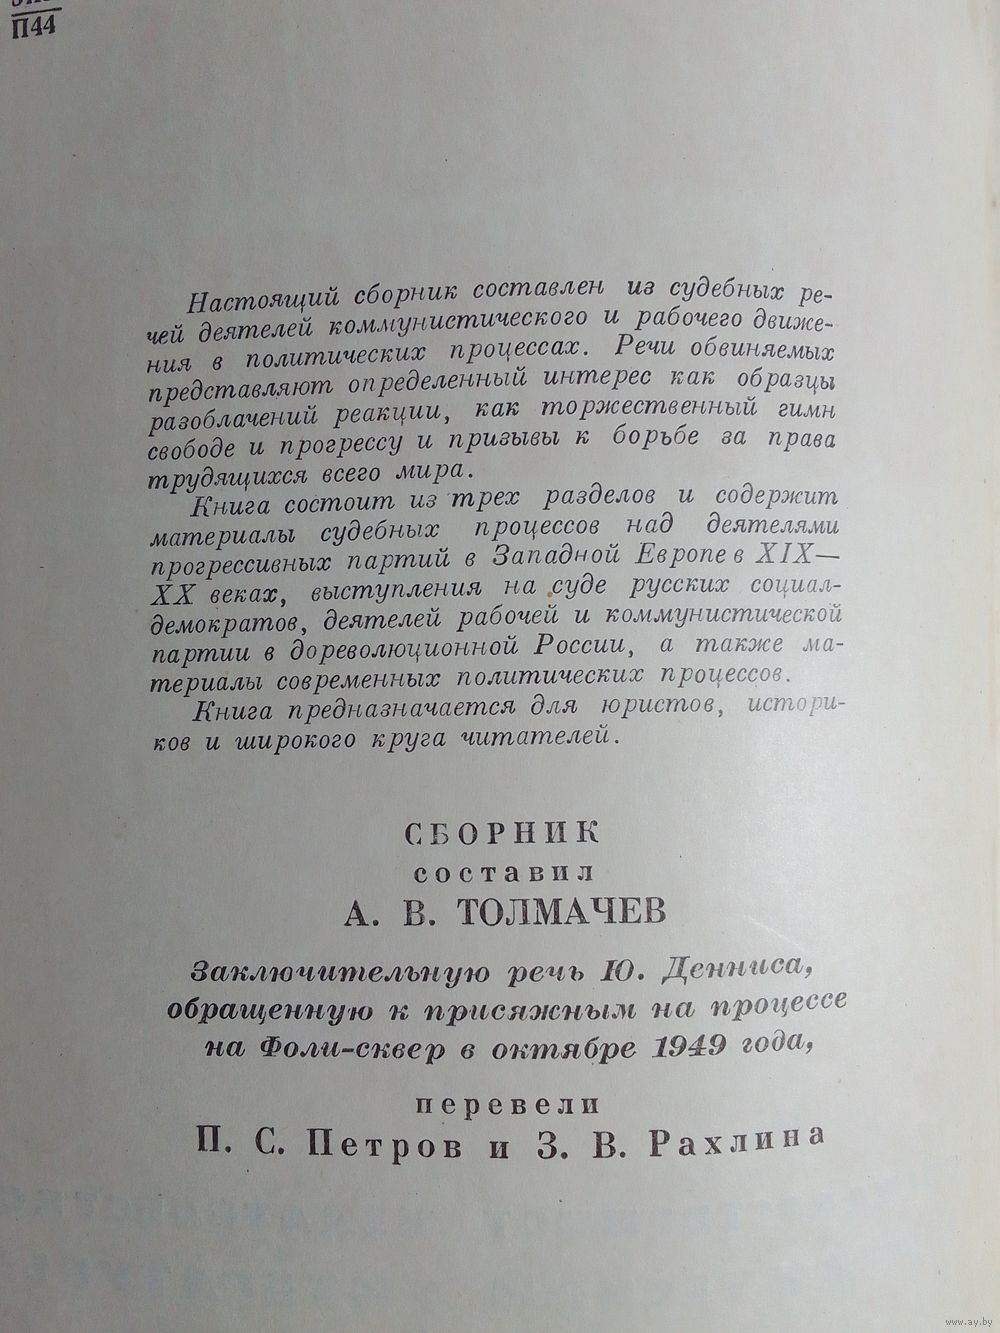 П44
Настоящий сборник составлен из судебных ре-
чей деятелей коммунистического и рабочего движе-
ния в политических процессах. Речи обвиняемых
представляют определенный интерес как образцы
разоблачений реакции, как торжественный гимн
свободе и прогрессу и призывы к борьбе за права
трудящихся всего мира.
Книга состоит из трех разделов и содержит
материалы судебных процессов над деятелями
прогрессивных партий в Западной Европе в XIX—
XX веках, выступления на суде русских социал-
демократов, деятелей рабочей и коммунистической
партии в дореволюционной России, а также ма-
териалы современных политических процессов.
Книга предназначается для юристов, истори-
ков и широкого круга читателей.
СБОРНИК
составил
А. В. ТОЛМАЧЕВ
Заключительную речь Ю. Денниса,
обращенную к присяжным на процессе
на Фоли-сквер в октябре 1949 года,
перевели
П. С. Петров и З. В. Рахлина
www.ay.by